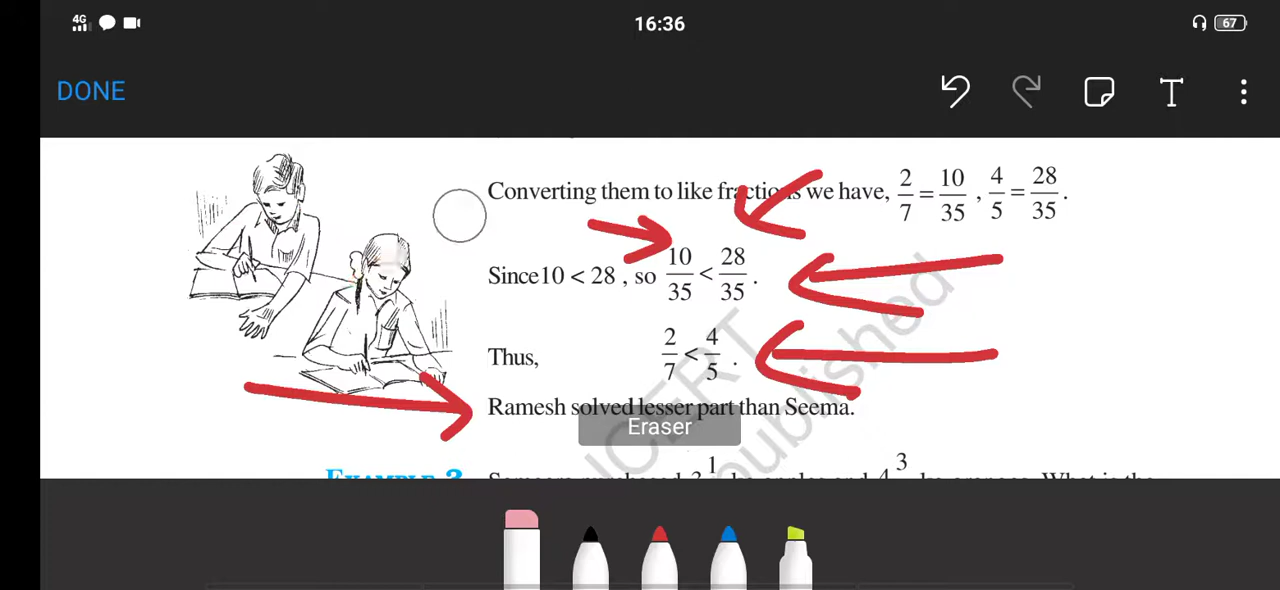 4G 16:36 67
DONE T
Converting them to like fractions we have, 2/7 = 10/35 , 4/5 = 28/35 .
Since 10 < 28 , so 10/35 < 28/35 .
Thus, 2/7 < 4/5 .
Ramesh solved lesser part than Seema.
Eraser
NCERT
published